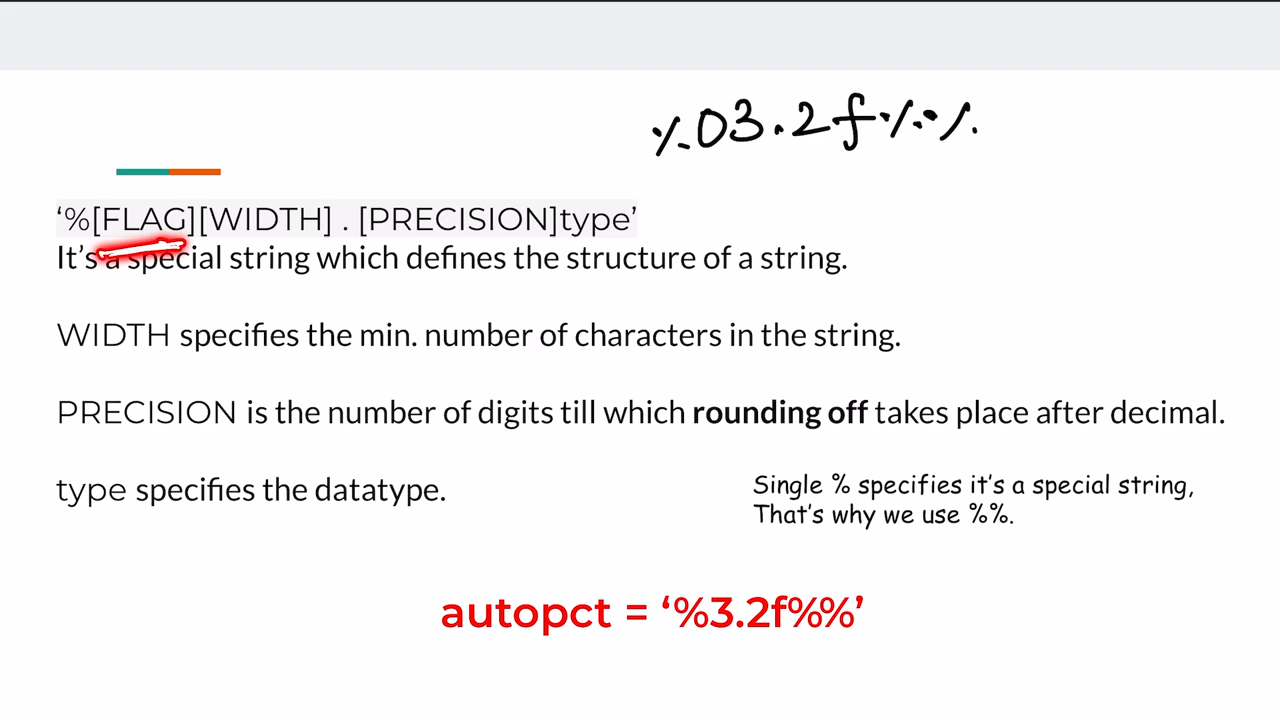 %03.2f%%
‘%[FLAG][WIDTH] . [PRECISION]type’
It’s a special string which defines the structure of a string.
WIDTH specifies the min. number of characters in the string.
PRECISION is the number of digits till which rounding off takes place after decimal.
type specifies the datatype.
Single % specifies it’s a special string,
That’s why we use %%.
autopct = ‘%3.2f%%’